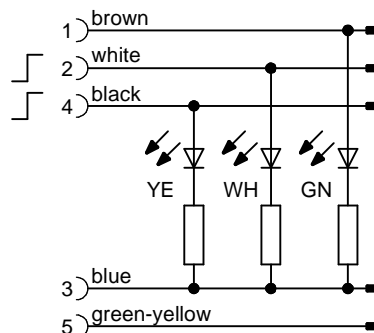 1 brown
2 white
4 black
YE WH GN
3 blue
5 green-yellow